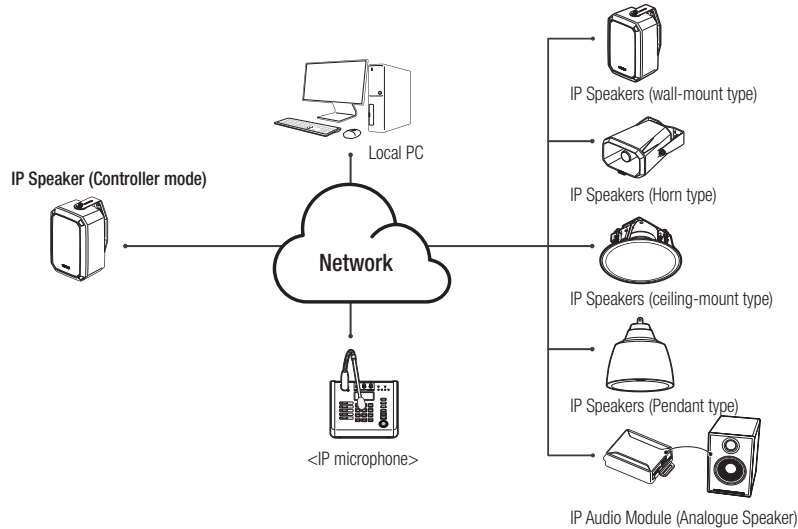 IP Speakers (wall-mount type)
Local PC
IP Speaker (Controller mode)
IP Speakers (Horn type)
Network
IP Speakers (ceiling-mount type)
IP Speakers (Pendant type)
<IP microphone>
IP Audio Module (Analogue Speaker)